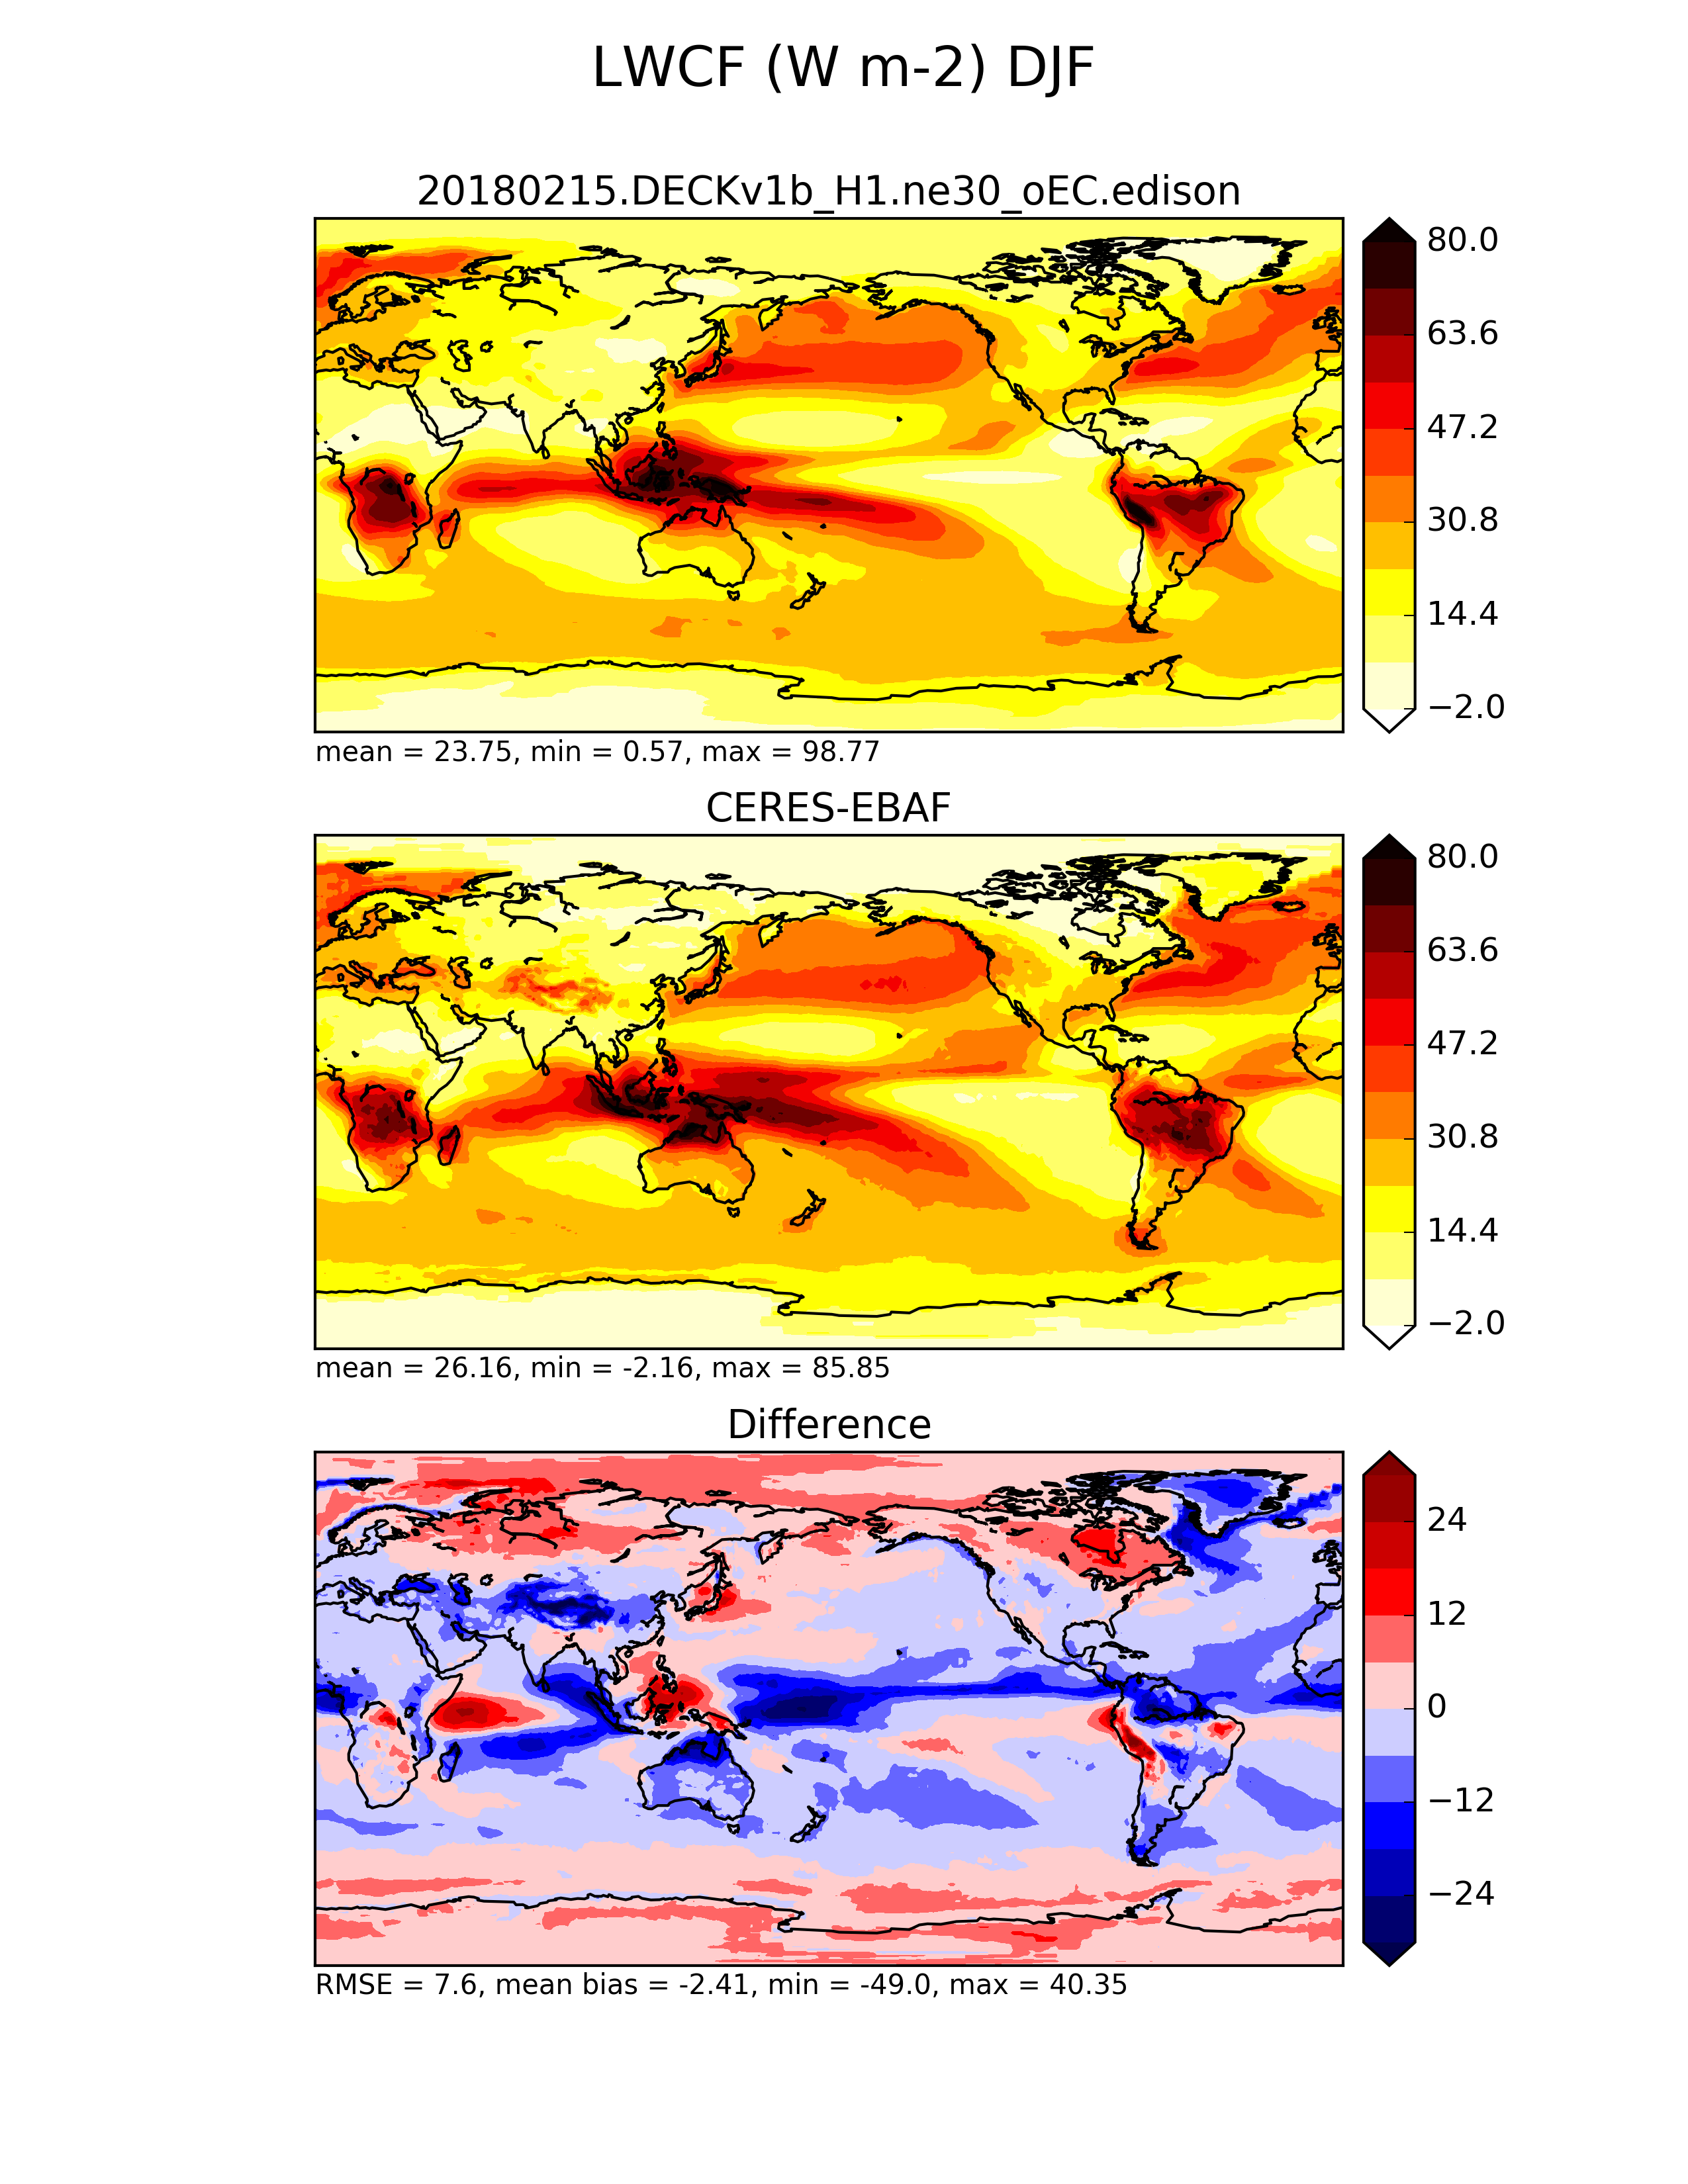 LWCF (W m-2) DJF
20180215.DECKv1b_H1.ne30_oEC.edison
80.0
63.6
47.2
30.8
14.4
−2.0
mean = 23.75, min = 0.57, max = 98.77
CERES-EBAF
80.0
63.6
47.2
30.8
14.4
−2.0
mean = 26.16, min = -2.16, max = 85.85
Difference
24
12
0
−12
−24
RMSE = 7.6, mean bias = -2.41, min = -49.0, max = 40.35